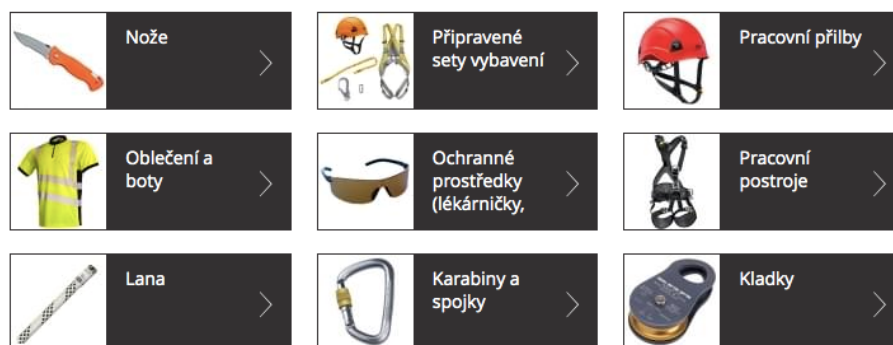 Nože
Připravené
sety vybavení
Pracovní přilby
Oblečení a
boty
Ochranné
prostředky
(lékárničky,
Pracovní
postroje
Lana
Karabiny a
spojky
Kladky